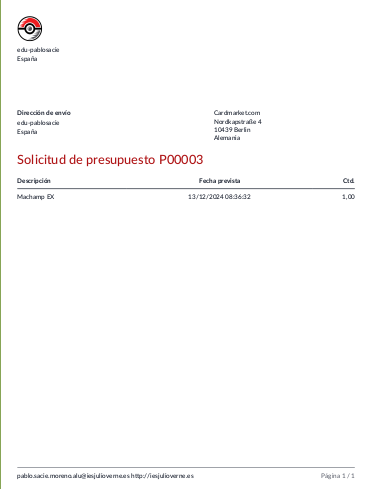 edu-pablosacie
España
Dirección de envío
edu-pablosacie
España
Cardmarket.com
Nordkapstraße 4
10439 Berlin
Alemania
Solicitud de presupuesto P00003
Descripción Fecha prevista Ctd.
Machamp EX 13/12/2024 08:36:32 1,00
pablo.sacie.moreno.alu@iesjulioverne.es http://iesjulioverne.es Página 1 / 1